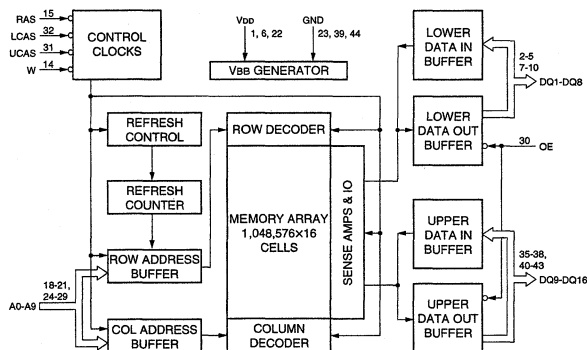 RAS 15
LCAS 32
UCAS 31
W 14
CONTROL
CLOCKS
VDD
1, 6, 22
GND
23, 39, 44
VBB GENERATOR
LOWER
DATA IN
BUFFER
2-5
7-10
DQ1-DQ8
LOWER
DATA OUT
BUFFER
30
OE
REFRESH
CONTROL
ROW DECODER
REFRESH
COUNTER
MEMORY ARRAY
1,048,576×16
CELLS
SENSE AMPS & IO
UPPER
DATA IN
BUFFER
35-38,
40-43
DQ9-DQ16
ROW ADDRESS
BUFFER
18-21,
24-29
A0-A9
COL ADDRESS
BUFFER
COLUMN
DECODER
UPPER
DATA OUT
BUFFER